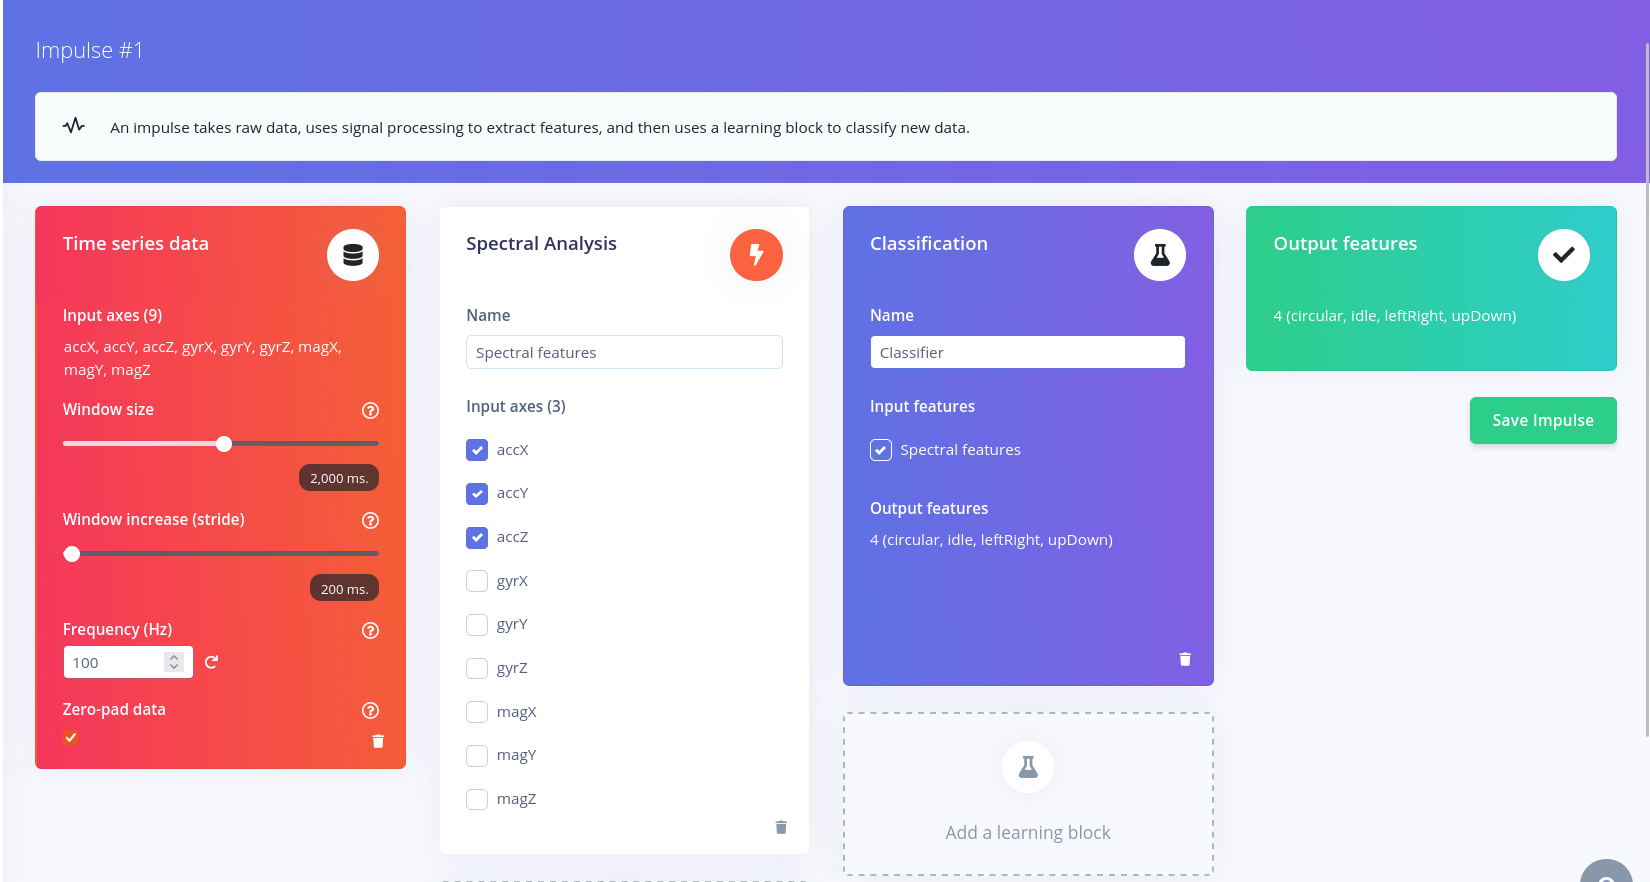 Impulse #1
An impulse takes raw data, uses signal processing to extract features, and then uses a learning block to classify new data.
Time series data
Input axes (9)
accX, accY, accZ, gyrX, gyrY, gyrZ, magX,
magY, magZ
Window size
2,000 ms.
Window increase (stride)
200 ms.
Frequency (Hz)
100
Zero-pad data
Spectral Analysis
Name
Spectral features
Input axes (3)
accX
accY
accZ
gyrX
gyrY
gyrZ
magX
magY
magZ
Classification
Name
Classifier
Input features
Spectral features
Output features
4 (circular, idle, leftRight, upDown)
Add a learning block
Output features
4 (circular, idle, leftRight, upDown)
Save Impulse